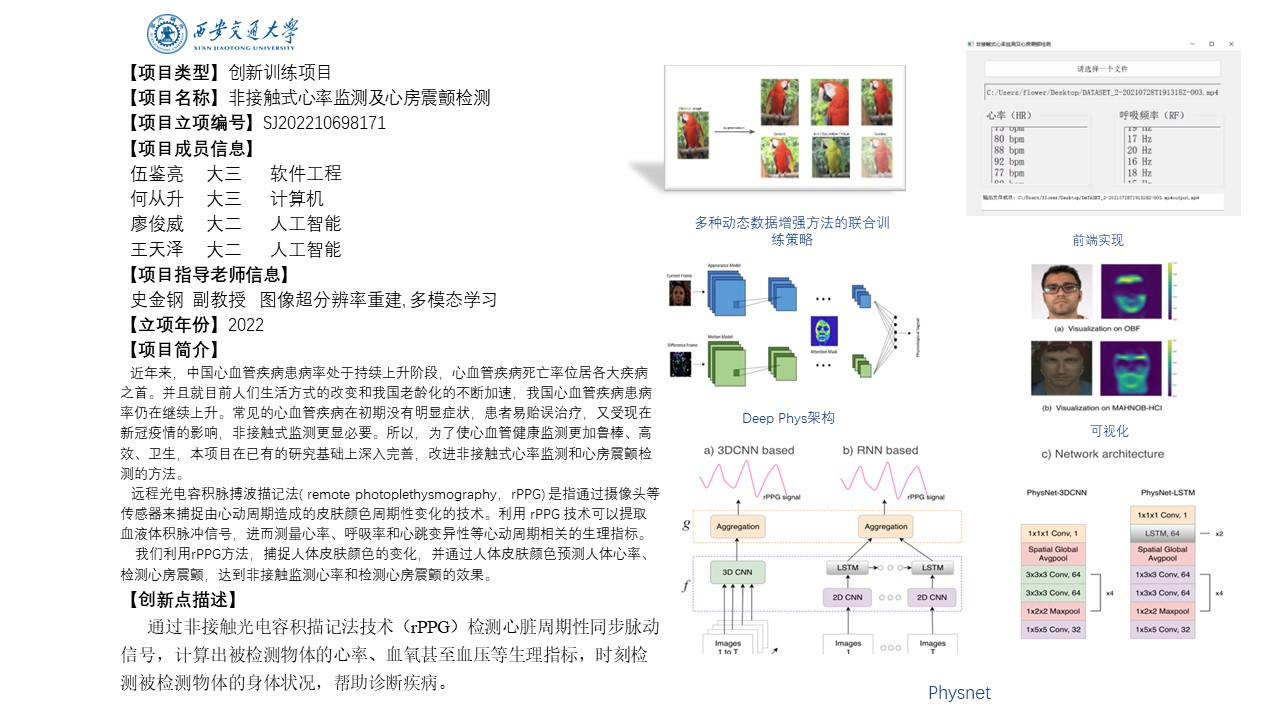 西安交通大学
XI'AN JIAOTONG UNIVERSITY
【项目类型】创新训练项目
【项目名称】非接触式心率监测及心房震颤检测
【项目立项编号】SJ202210698171
【项目成员信息】
伍鉴亮 大三 软件工程
何从升 大三 计算机
廖俊威 大二 人工智能
王天泽 大二 人工智能
【项目指导老师信息】
史金钢 副教授 图像超分辨率重建,多模态学习
【立项年份】2022
【项目简介】
近年来，中国心血管疾病患病率处于持续上升阶段，心血管疾病死亡率位居各大疾病
之首。并且就目前人们生活方式的改变和我国老龄化的不断加速，我国心血管疾病患病
率仍在继续上升。常见的心血管疾病在初期没有明显症状，患者易贻误治疗，又受现在
新冠疫情的影响，非接触式监测更显必要。所以，为了使心血管健康监测更加鲁棒、高
效、卫生，本项目在已有的研究基础上深入完善，改进非接触式心率监测和心房震颤检
测的方法。
远程光电容积脉搏波描记法( remote photoplethysmography，rPPG) 是指通过摄像头等
传感器来捕捉由心动周期造成的皮肤颜色周期性变化的技术。利用 rPPG 技术可以提取
血液体积脉冲信号，进而测量心率、呼吸率和心跳变异性等心动周期相关的生理指标。
我们利用rPPG方法，捕捉人体皮肤颜色的变化，并通过人体皮肤颜色预测人体心率、
检测心房震颤，达到非接触监测心率和检测心房震颤的效果。
【创新点描述】
通过非接触光电容积描记法技术（rPPG）检测心脏周期性同步脉动
信号，计算出被检测物体的心率、血氧甚至血压等生理指标，时刻检
测被检测物体的身体状况，帮助诊断疾病。
多种动态数据增强方法的联合训
练策略
非接触式心率监测及心房震颤检测
请选择一个文件
C:/Users/flower/Desktop/DATASET_2-20210728T191318Z-003.mp4
心率（HR）
80 bpm
88 bpm
92 bpm
77 bpm
呼吸频率（RF）
17 Hz
20 Hz
16 Hz
18 Hz
输出文件成功：C:/Users/flower/Desktop/DATASET_2-20210728T191318Z-003.mp4output.mp4
前端实现
Current Frame
Appearance Model
Difference Frame
Motion Model
Attention Mask
Physiological Signal
Deep Phys架构
(a) Visualization on OBF
(b) Visualization on MAHNOB-HCI
可视化
a) 3DCNN based
b) RNN based
rPPG signal
rPPG signal
g
Aggregation
Aggregation
f
3D CNN
LSTM
LSTM
2D CNN
2D CNN
Images
1 to T
Images
1
Images
T
c) Network architecture
PhysNet-3DCNN
1x1x1 Conv, 1
Spatial Global
Avgpool
3x3x3 Conv, 64
3x3x3 Conv, 64
1x2x2 Maxpool
1x5x5 Conv, 32
x4
PhysNet-LSTM
1x1x1 Conv, 1
LSTM, 64
x2
Spatial Global
Avgpool
1x3x3 Conv, 64
1x3x3 Conv, 64
1x2x2 Maxpool
1x5x5 Conv, 32
x4
Physnet